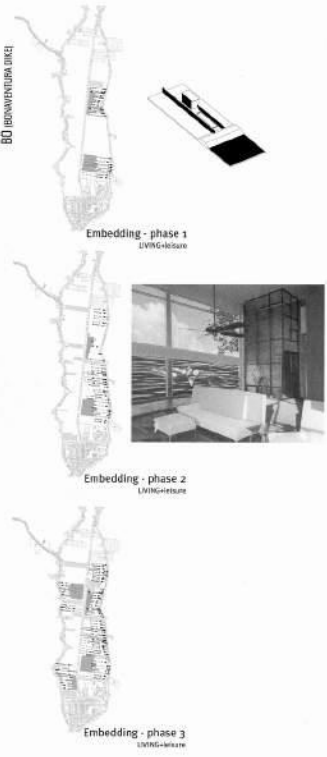 BO (BONAVENTURA DIKE)
Embedding - phase 1
LIVING+leisure
Embedding - phase 2
LIVING+leisure
Embedding - phase 3
LIVING+leisure